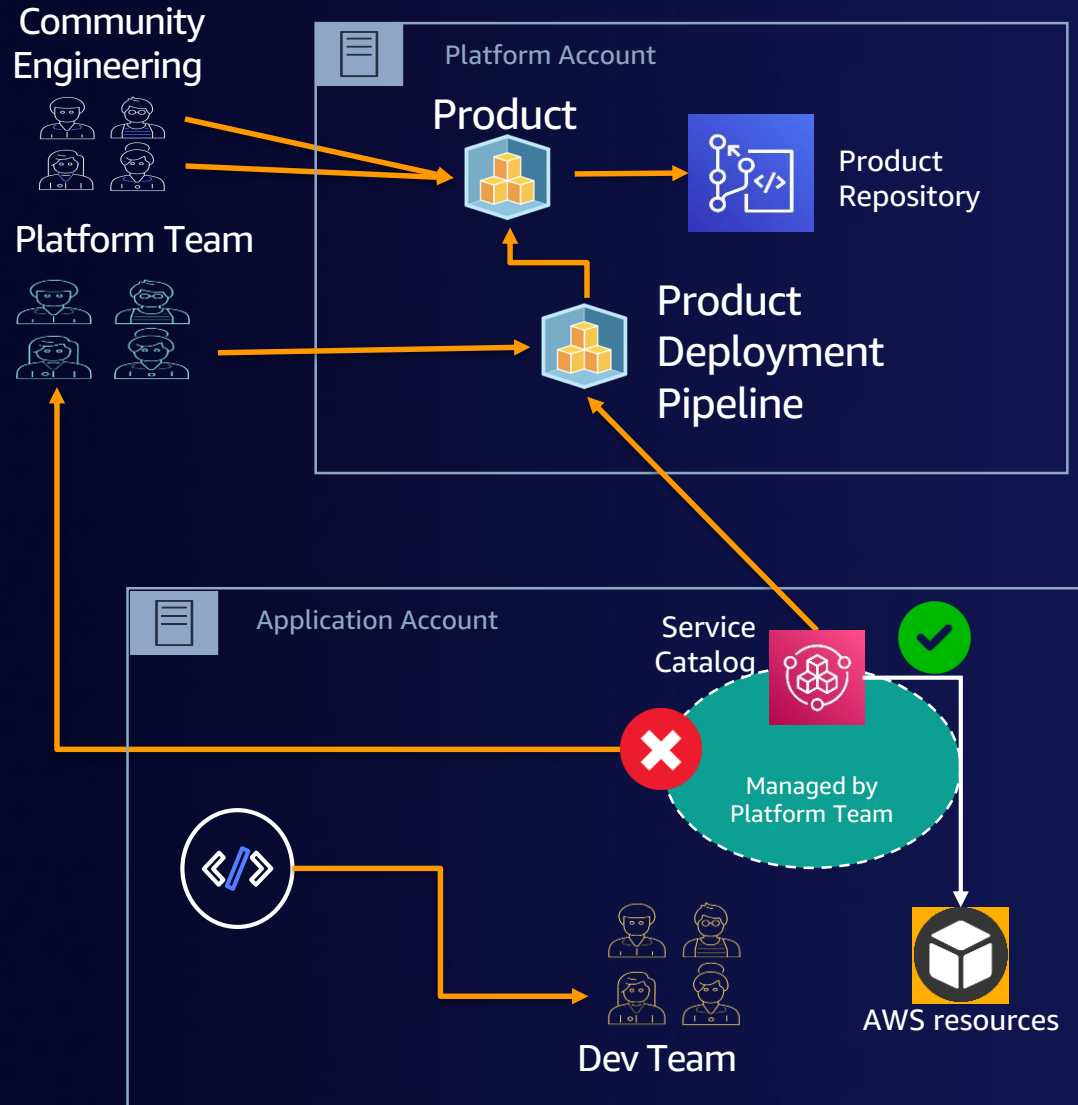 Community
Engineering
Platform Account
Product
Product
Repository
Platform Team
Product
Deployment
Pipeline
Application Account
Service
Catalog
Managed by
Platform Team
AWS resources
Dev Team